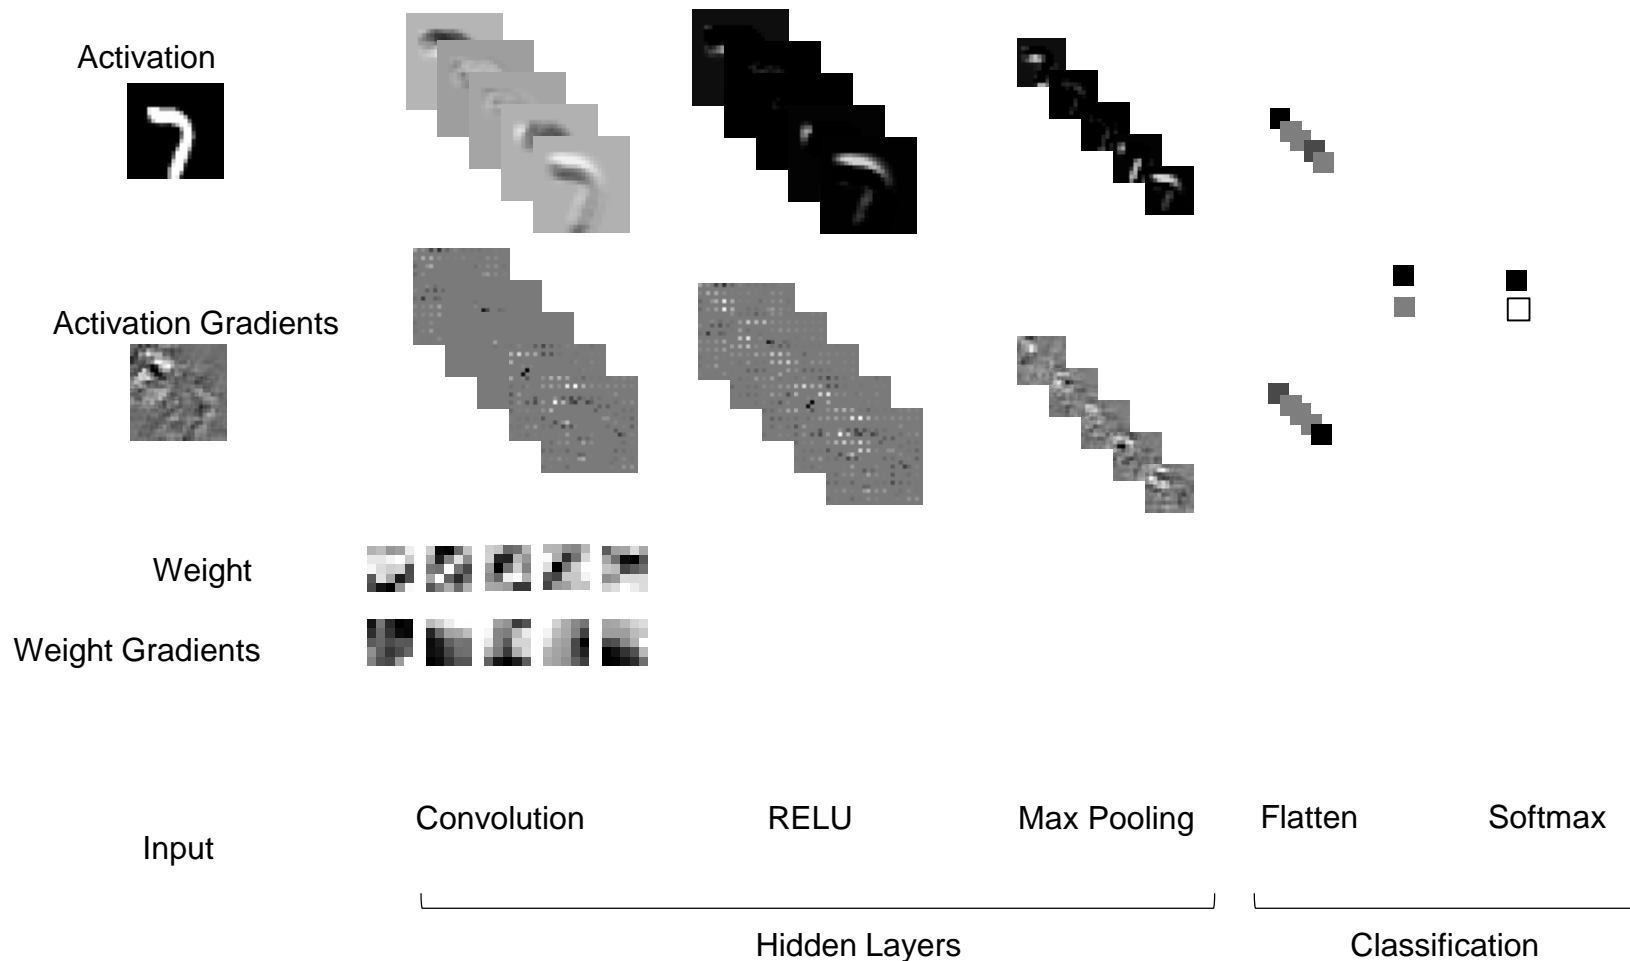 Activation
Activation Gradients
Weight
Weight Gradients
Input
Convolution
RELU
Max Pooling
Flatten
Softmax
Hidden Layers
Classification